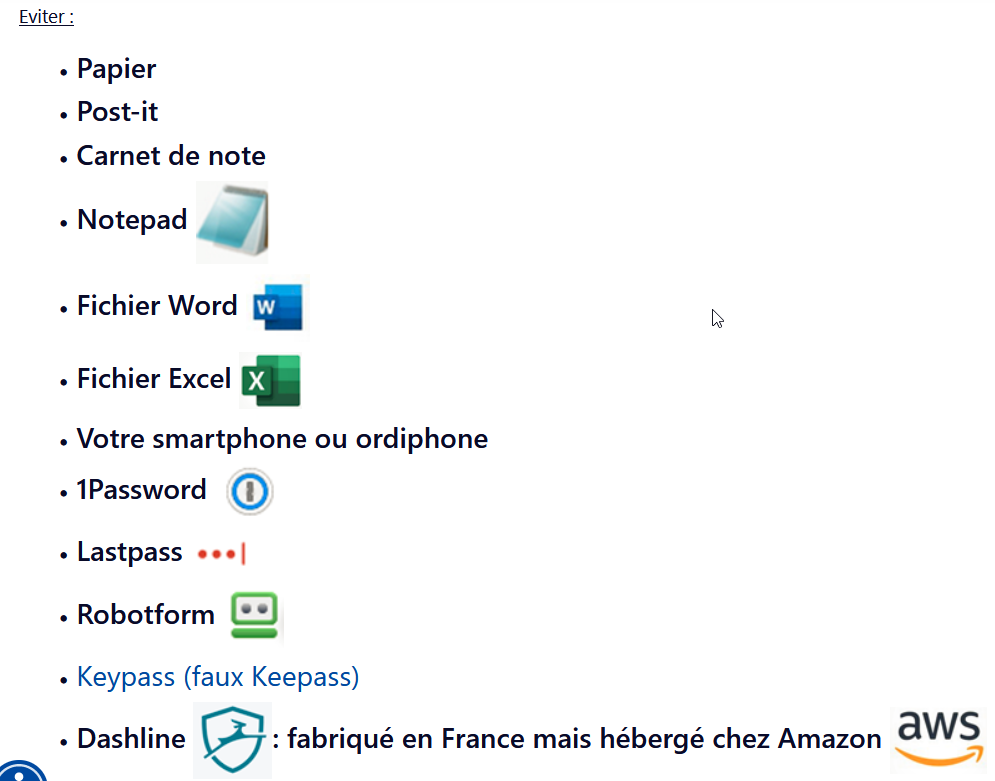 Eviter :
Papier
Post-it
Carnet de note
Notepad
Fichier Word W
Fichier Excel X
Votre smartphone ou ordiphone
1Password
Lastpass
Robotform
Keypass (faux Keepass)
Dashline : fabriqué en France mais hébergé chez Amazon aws